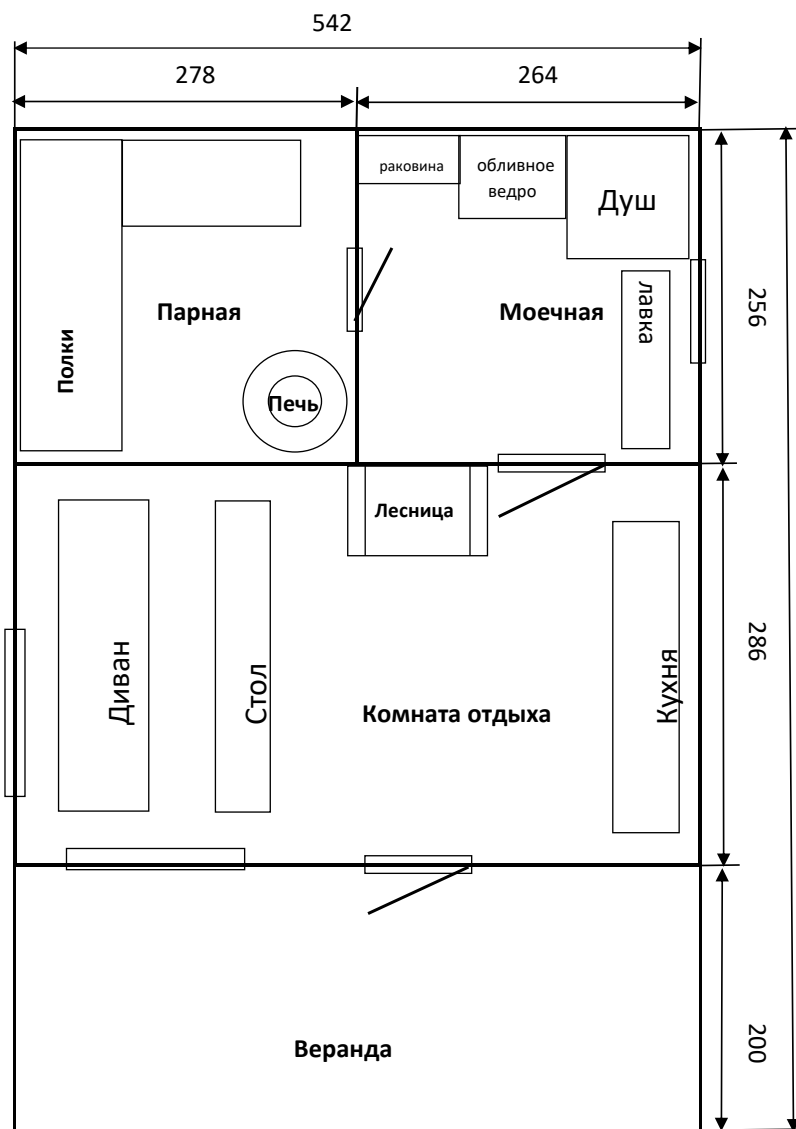 542
278
264
раковина
обливное
ведро
Душ
лавка
256
Парная
Моечная
Полки
Печь
Лесница
286
Диван
Стол
Кухня
Комната отдыха
Веранда
200